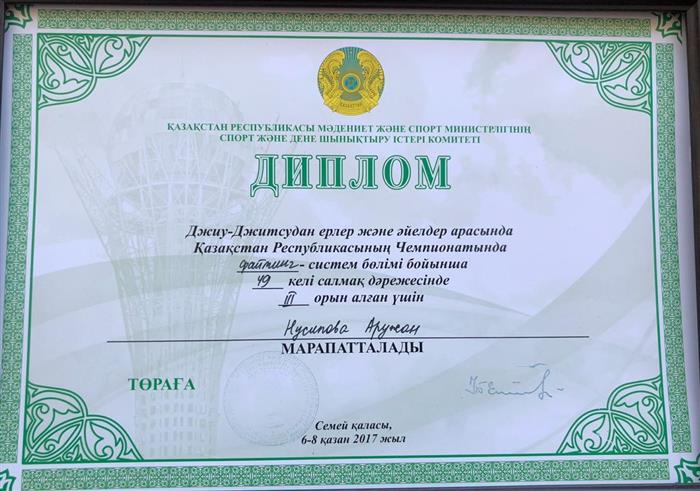 ҚАЗАҚСТАН РЕСПУБЛИКАСЫ МӘДЕНИЕТ ЖӘНЕ СПОРТ МИНИСТРЛІГІНІҢ
СПОРТ ЖӘНЕ ДЕНЕ ШЫНЫҚТЫРУ ІСТЕРІ КОМИТЕТІ
ДИПЛОМ
Джиу-Джитсудан ерлер және әйелдер арасында
Қазақстан Республикасының Чемпионатында
файтинг - систем бөлімі бойынша
49 келі салмақ дәрежесінде
III орын алған үшін
Нусипова Аружан
МАРАПАТТАЛАДЫ
ТӨРАҒА
Семей қаласы,
6-8 қазан 2017 жыл